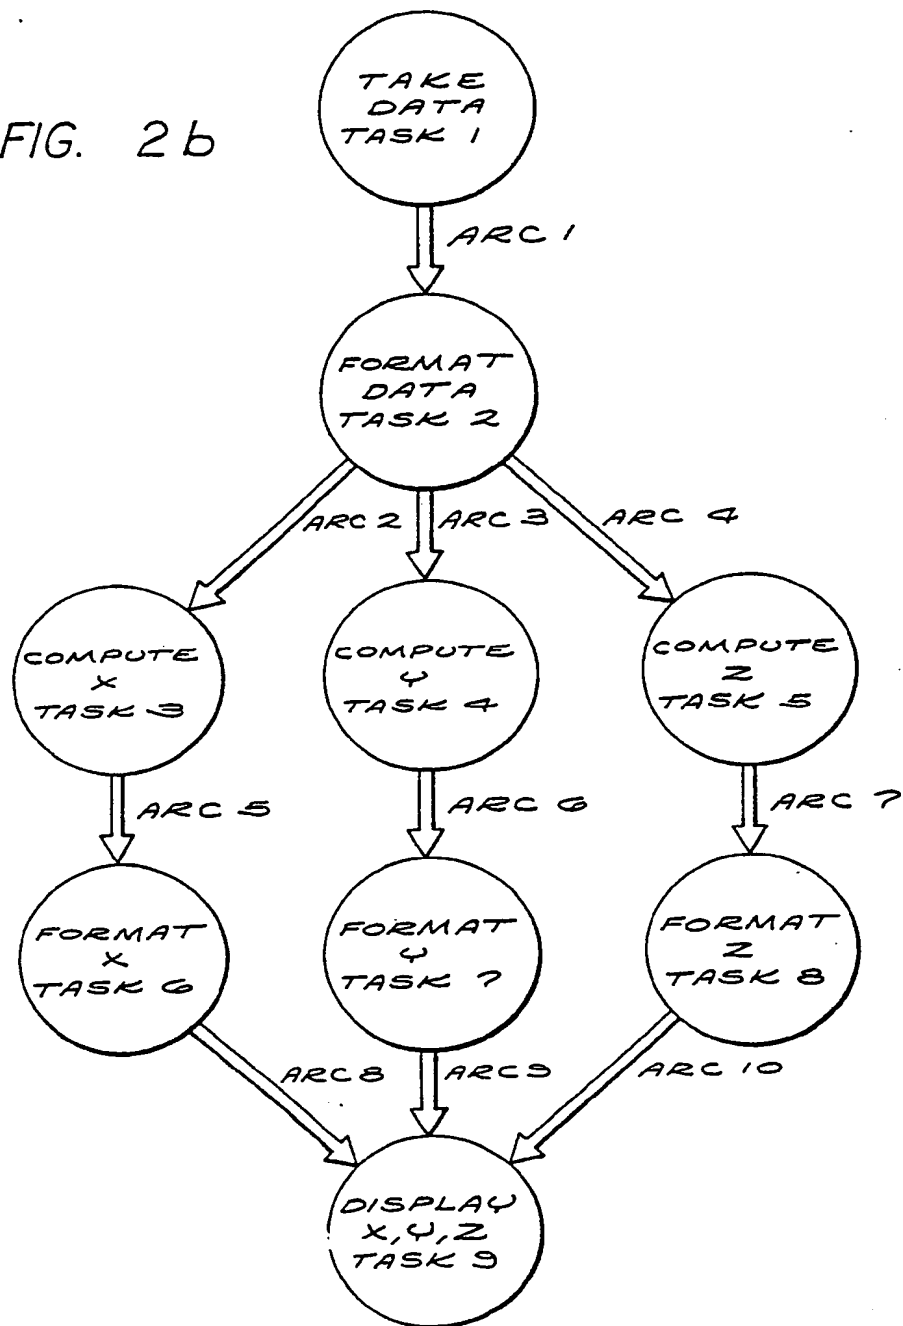 FIG. 2b
TAKE
DATA
TASK 1
ARC 1
FORMAT
DATA
TASK 2
ARC 2
ARC 3
ARC 4
COMPUTE
X
TASK 3
COMPUTE
Y
TASK 4
COMPUTE
Z
TASK 5
ARC 5
ARC 6
ARC 7
FORMAT
X
TASK 6
FORMAT
Y
TASK 7
FORMAT
Z
TASK 8
ARC 8
ARC 9
ARC 10
DISPLAY
X, Y, Z
TASK 9